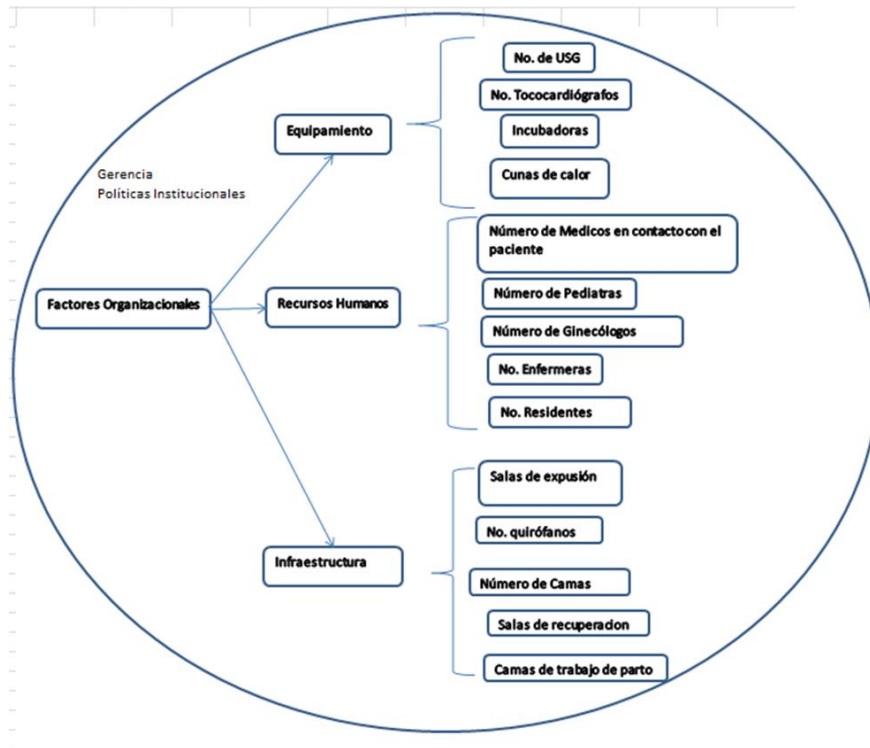 No. de USG
No. Tococardiógrafos
Equipamiento
Incubadoras
Cunas de calor
Gerencia
Políticas Institucionales
Número de Medicos en contacto con el
paciente
Factores Organizacionales
Recursos Humanos
Número de Pediatras
Número de Ginecólogos
No. Enfermeras
No. Residentes
Salas de expusión
No. quirófanos
Infraestructura
Número de Camas
Salas de recuperacion
Camas de trabajo de parto